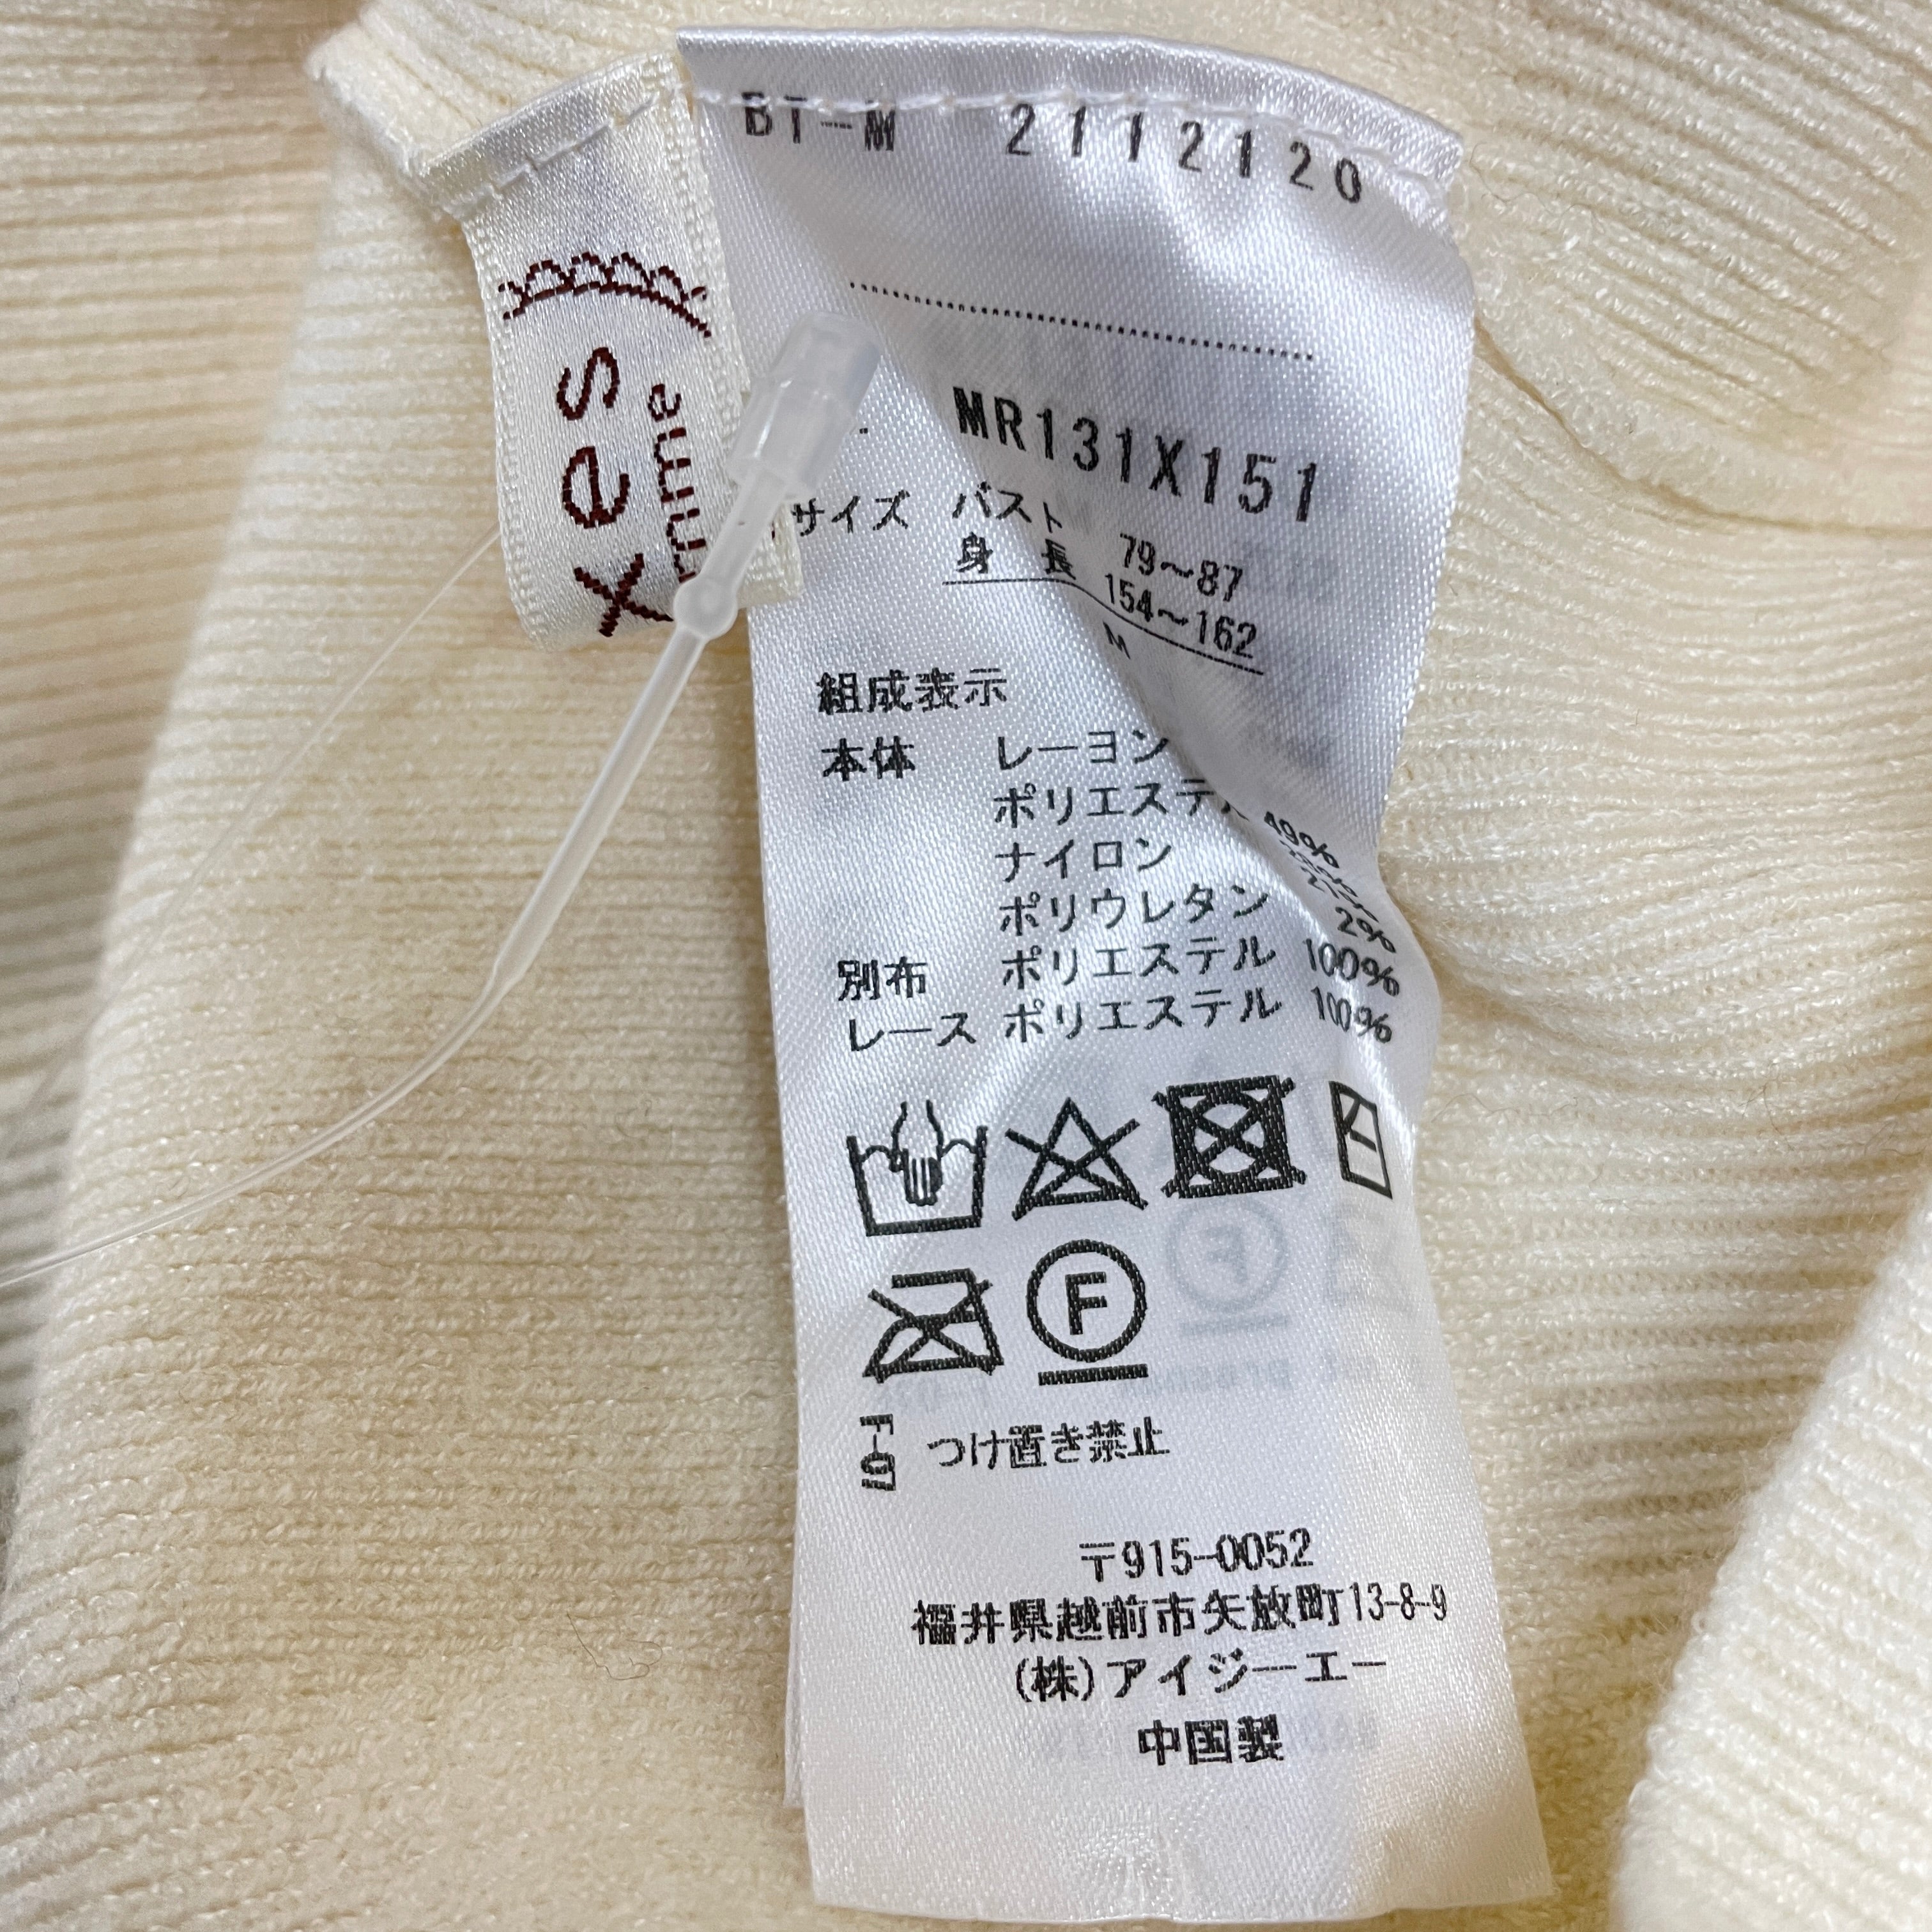 BT-M 2112120
xes
mme
MR131X151
サイズ バスト 79～87
身 長 154～162
M
組成表示
本体 レーヨン 49%
ポリエステル
ナイロン
ポリウレタン 2%
別布 ポリエステル 100%
レース ポリエステル 100%
F
つけ置き禁止
〒915-0052
福井県越前市矢放町13-8-9
(株)アイジーエー
中国製